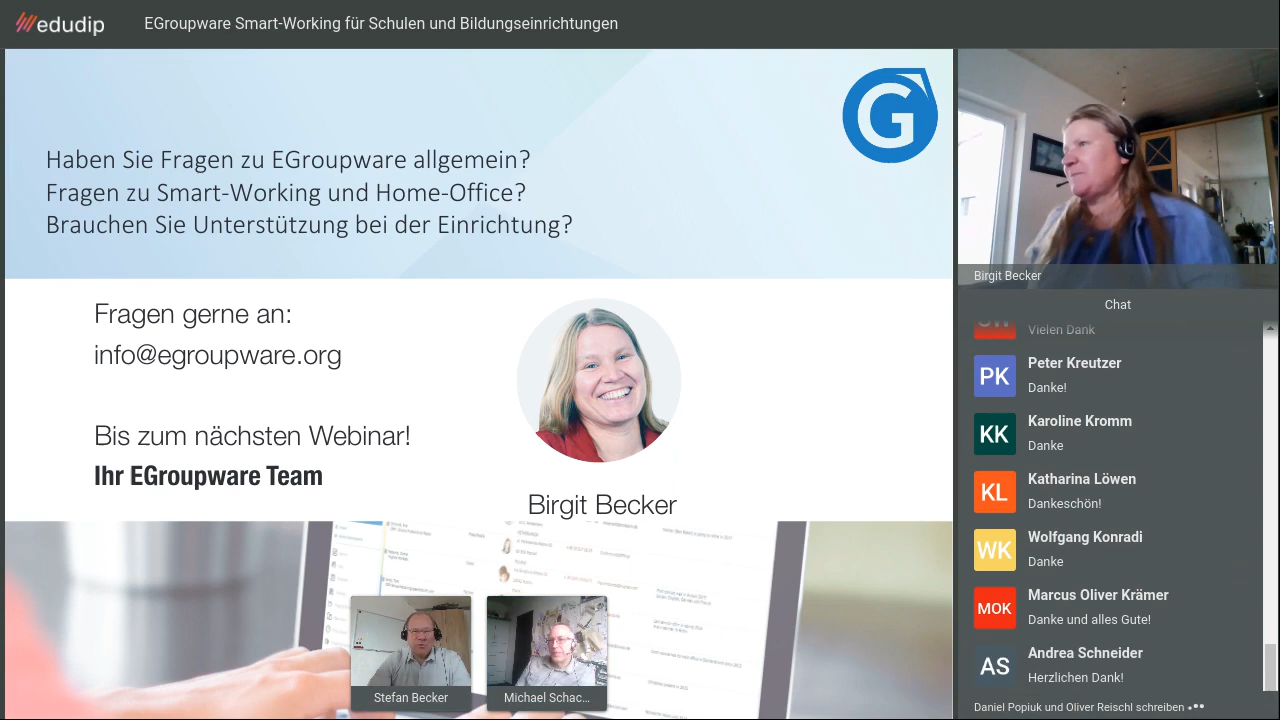 edudip
EGroupware Smart-Working für Schulen und Bildungseinrichtungen
G
Haben Sie Fragen zu EGroupware allgemein?
Fragen zu Smart-Working und Home-Office?
Brauchen Sie Unterstützung bei der Einrichtung?
Fragen gerne an:
info@egroupware.org
Bis zum nächsten Webinar!
Ihr EGroupware Team
Birgit Becker
Stefan Becker
Michael Schac...
Birgit Becker
Chat
Vielen Dank
PK
Peter Kreutzer
Danke!
KK
Karoline Kromm
Danke
KL
Katharina Löwen
Dankeschön!
WK
Wolfgang Konradi
Danke
MOK
Marcus Oliver Krämer
Danke und alles Gute!
AS
Andrea Schneider
Herzlichen Dank!
Daniel Popiuk und Oliver Reischl schreiben